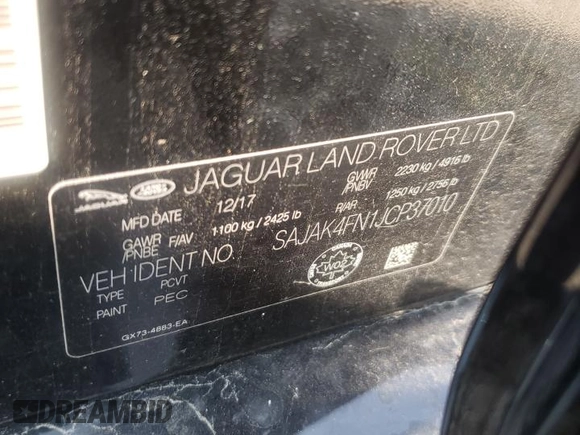 JAGUAR LAND ROVER LTD
MFD DATE 12/17 GVWR /PNBV 2230 kg / 4916 lb
GAWR /PNBE F/AV 1100 kg / 2425 lb R/AR 1250 kg / 2756 lb
VEH IDENT NO SAJAK4FN1JCP37010
TYPE PCVT
PAINT PEC
W02
GX73-4863-EA
DREAMBID